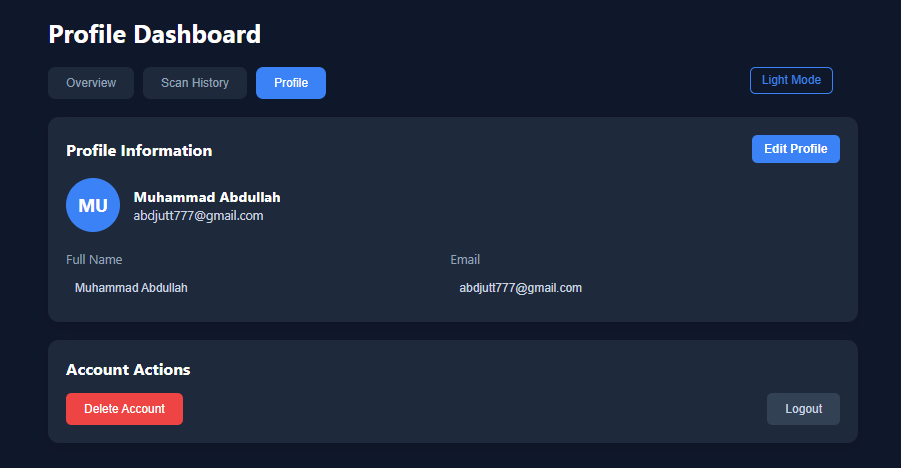 Profile Dashboard
Overview Scan History Profile Light Mode
Profile Information Edit Profile
MU
Muhammad Abdullah
abdjutt777@gmail.com
Full Name Email
Muhammad Abdullah abdjutt777@gmail.com
Account Actions
Delete Account Logout